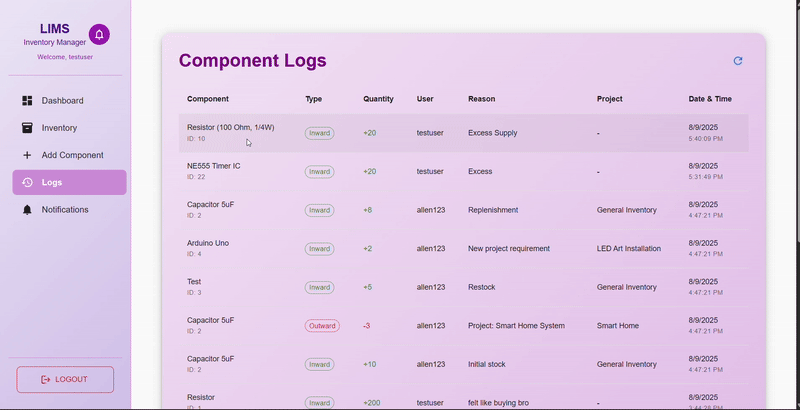 LIMS
Inventory Manager
Welcome, testuser
Dashboard
Inventory
Add Component
Logs
Notifications
LOGOUT
Component Logs
Component Type Quantity User Reason Project Date & Time
Resistor (100 Ohm, 1/4W) Inward +20 testuser Excess Supply - 8/9/2025
ID: 10 5:40:09 PM
NE555 Timer IC Inward +20 testuser Excess - 8/9/2025
ID: 22 5:31:49 PM
Capacitor 5uF Inward +8 allen123 Replenishment General Inventory 8/9/2025
ID: 2 4:47:21 PM
Arduino Uno Inward +2 allen123 New project requirement LED Art Installation 8/9/2025
ID: 4 4:47:21 PM
Test Inward +5 allen123 Restock General Inventory 8/9/2025
ID: 3 4:47:21 PM
Capacitor 5uF Outward -3 allen123 Project: Smart Home System Smart Home 8/9/2025
ID: 2 4:47:21 PM
Capacitor 5uF Inward +10 allen123 Initial stock General Inventory 8/9/2025
ID: 2 4:47:21 PM
Resistor Inward +200 testuser felt like buying bro - 8/9/2025